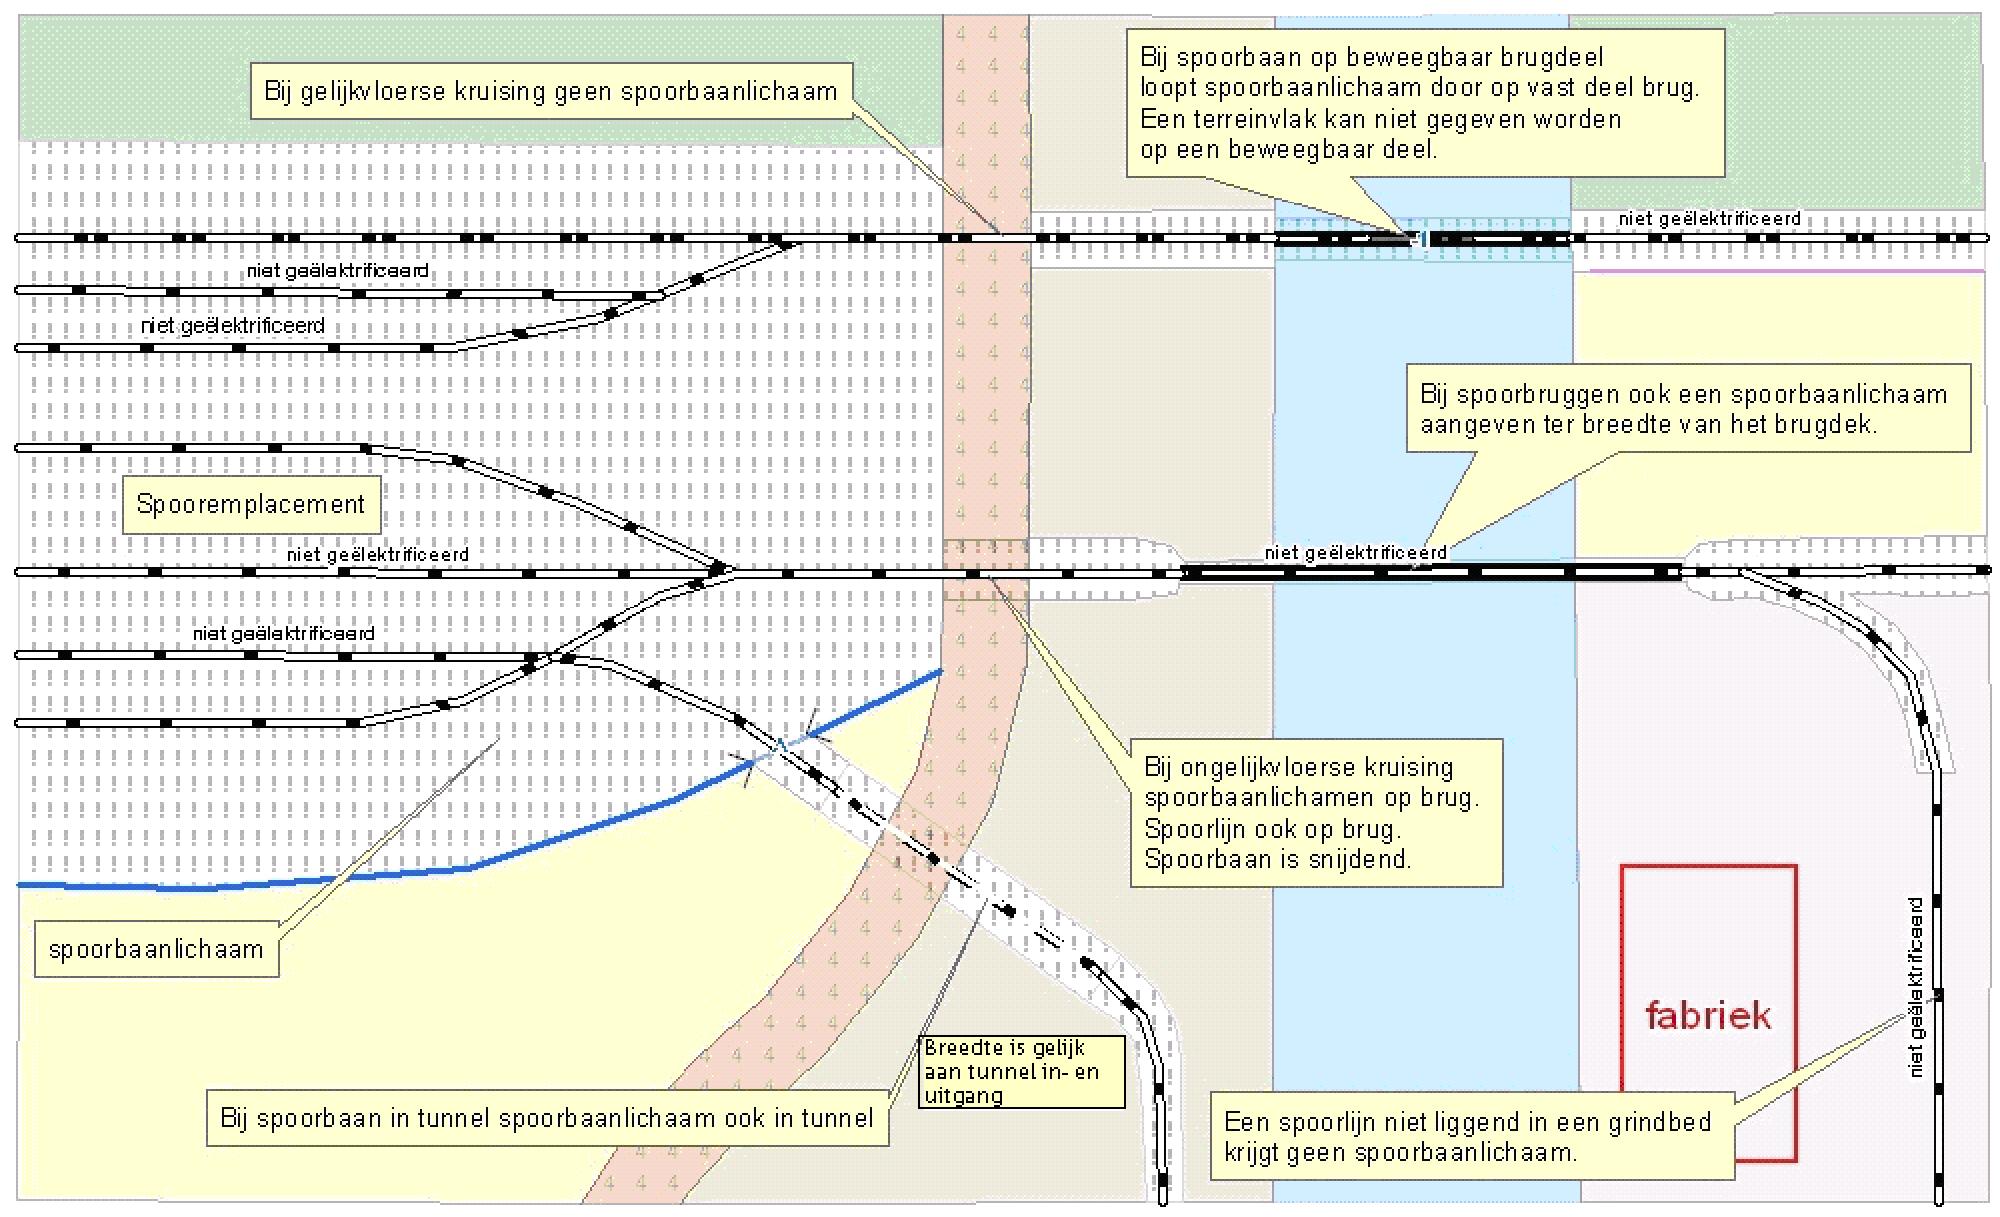 Bij gelijkvloerse kruising geen spoorbaanlichaam
Bij spoorbaan op beweegbaar brugdeel
loopt spoorbaanlichaam door op vast deel brug.
Een terreinvlak kan niet gegeven worden
op een beweegbaar deel.
niet geëlektrificeerd
-1
niet geëlektrificeerd
niet geëlektrificeerd
Bij spoorbruggen ook een spoorbaanlichaam
aangeven ter breedte van het brugdek.
Spooremplacement
niet geëlektrificeerd
niet geëlektrificeerd
niet geëlektrificeerd
Bij ongelijkvloerse kruising
spoorbaanlichamen op brug.
Spoorlijn ook op brug.
Spoorbaan is snijdend.
spoorbaanlichaam
niet geëlektrificeerd
fabriek
Breedte is gelijk
aan tunnel in- en
uitgang
Bij spoorbaan in tunnel spoorbaanlichaam ook in tunnel
Een spoorlijn niet liggend in een grindbed
krijgt geen spoorbaanlichaam.